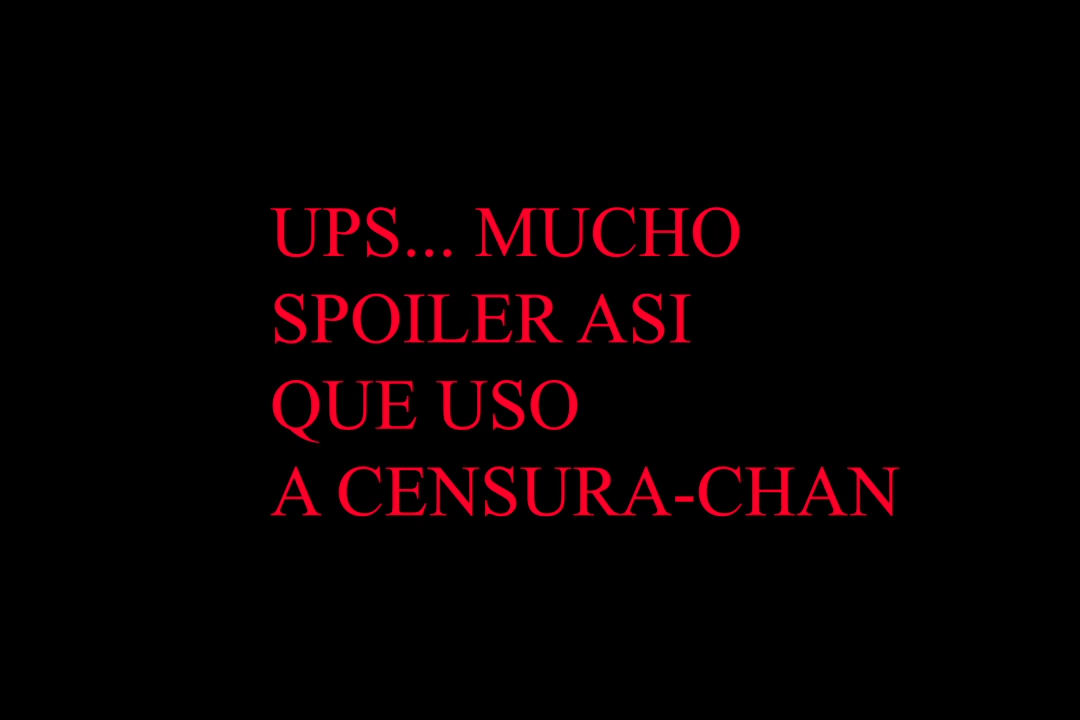 UPS... MUCHO
SPOILER ASI
QUE USO
A CENSURA-CHAN